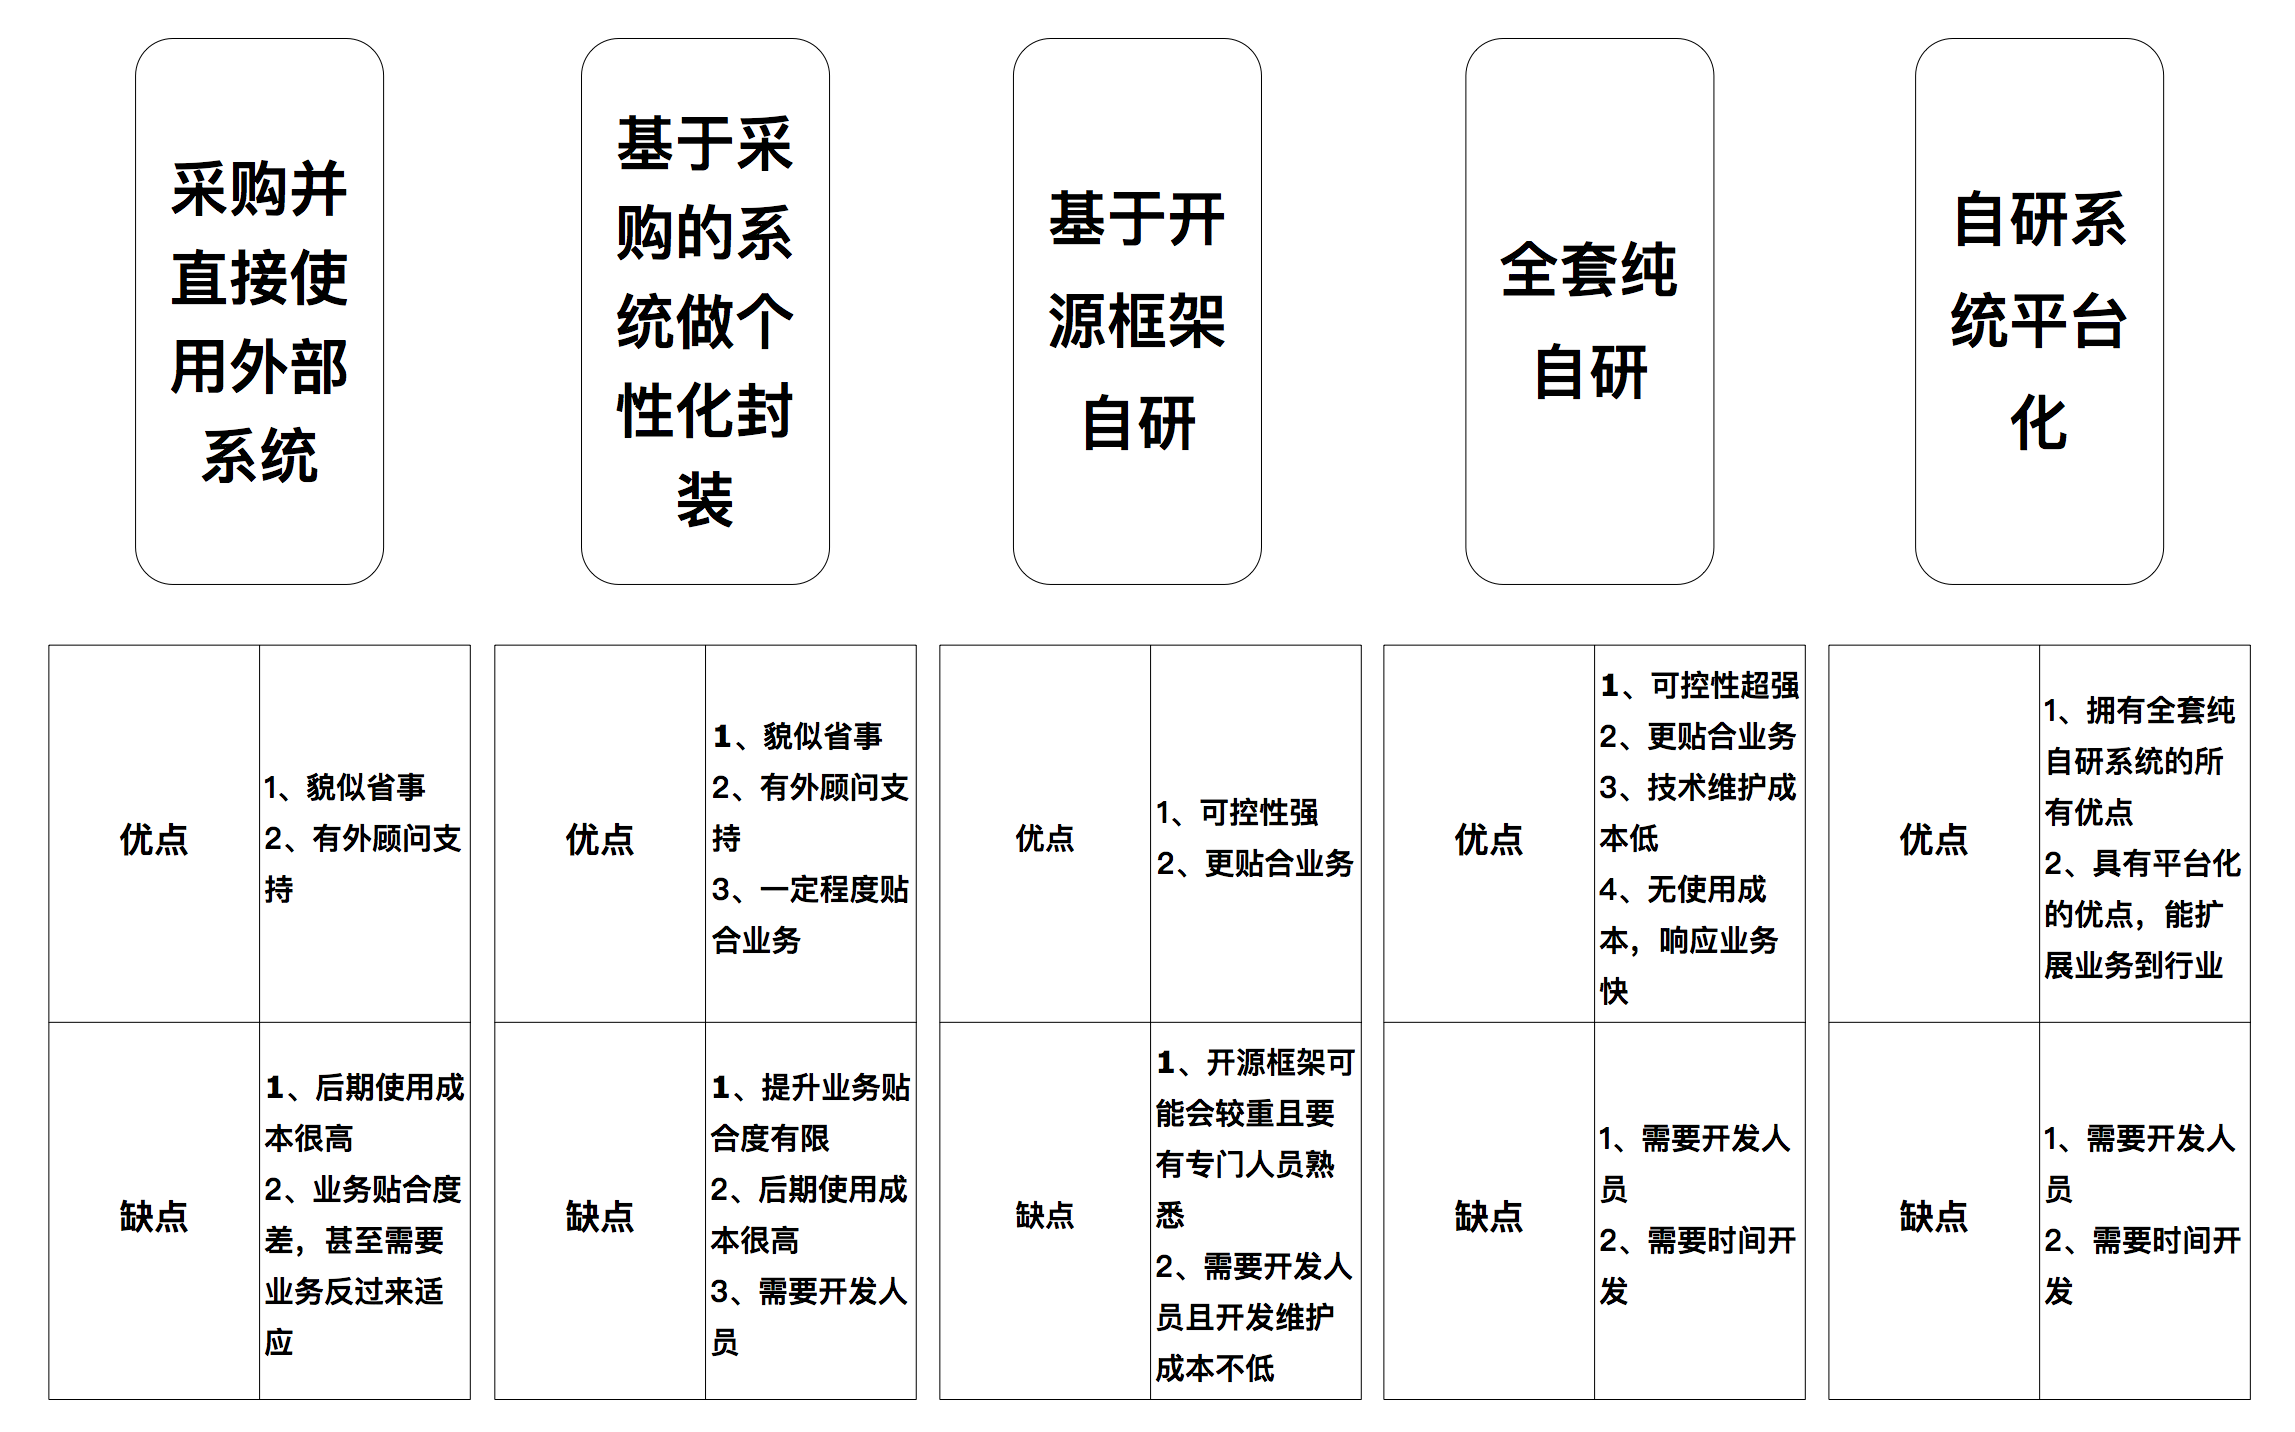 采购并
直接使
用外部
系统
基于采
购的系
统做个
性化封
装
基于开
源框架
自研
全套纯
自研
自研系
统平台
化
优点
1、貌似省事
2、有外顾问支
持
缺点
1、后期使用成
本很高
2、业务贴合度
差，甚至需要
业务反过来适
应
优点
1、貌似省事
2、有外顾问支
持
3、一定程度贴
合业务
缺点
1、提升业务贴
合度有限
2、后期使用成
本很高
3、需要开发人
员
优点
1、可控性强
2、更贴合业务
缺点
1、开源框架可
能会较重且要
有专门人员熟
悉
2、需要开发人
员且开发维护
成本不低
优点
1、可控性超强
2、更贴合业务
3、技术维护成
本低
4、无使用成
本，响应业务
快
缺点
1、需要开发人
员
2、需要时间开
发
优点
1、拥有全套纯
自研系统的所
有优点
2、具有平台化
的优点，能扩
展业务到行业
缺点
1、需要开发人
员
2、需要时间开
发